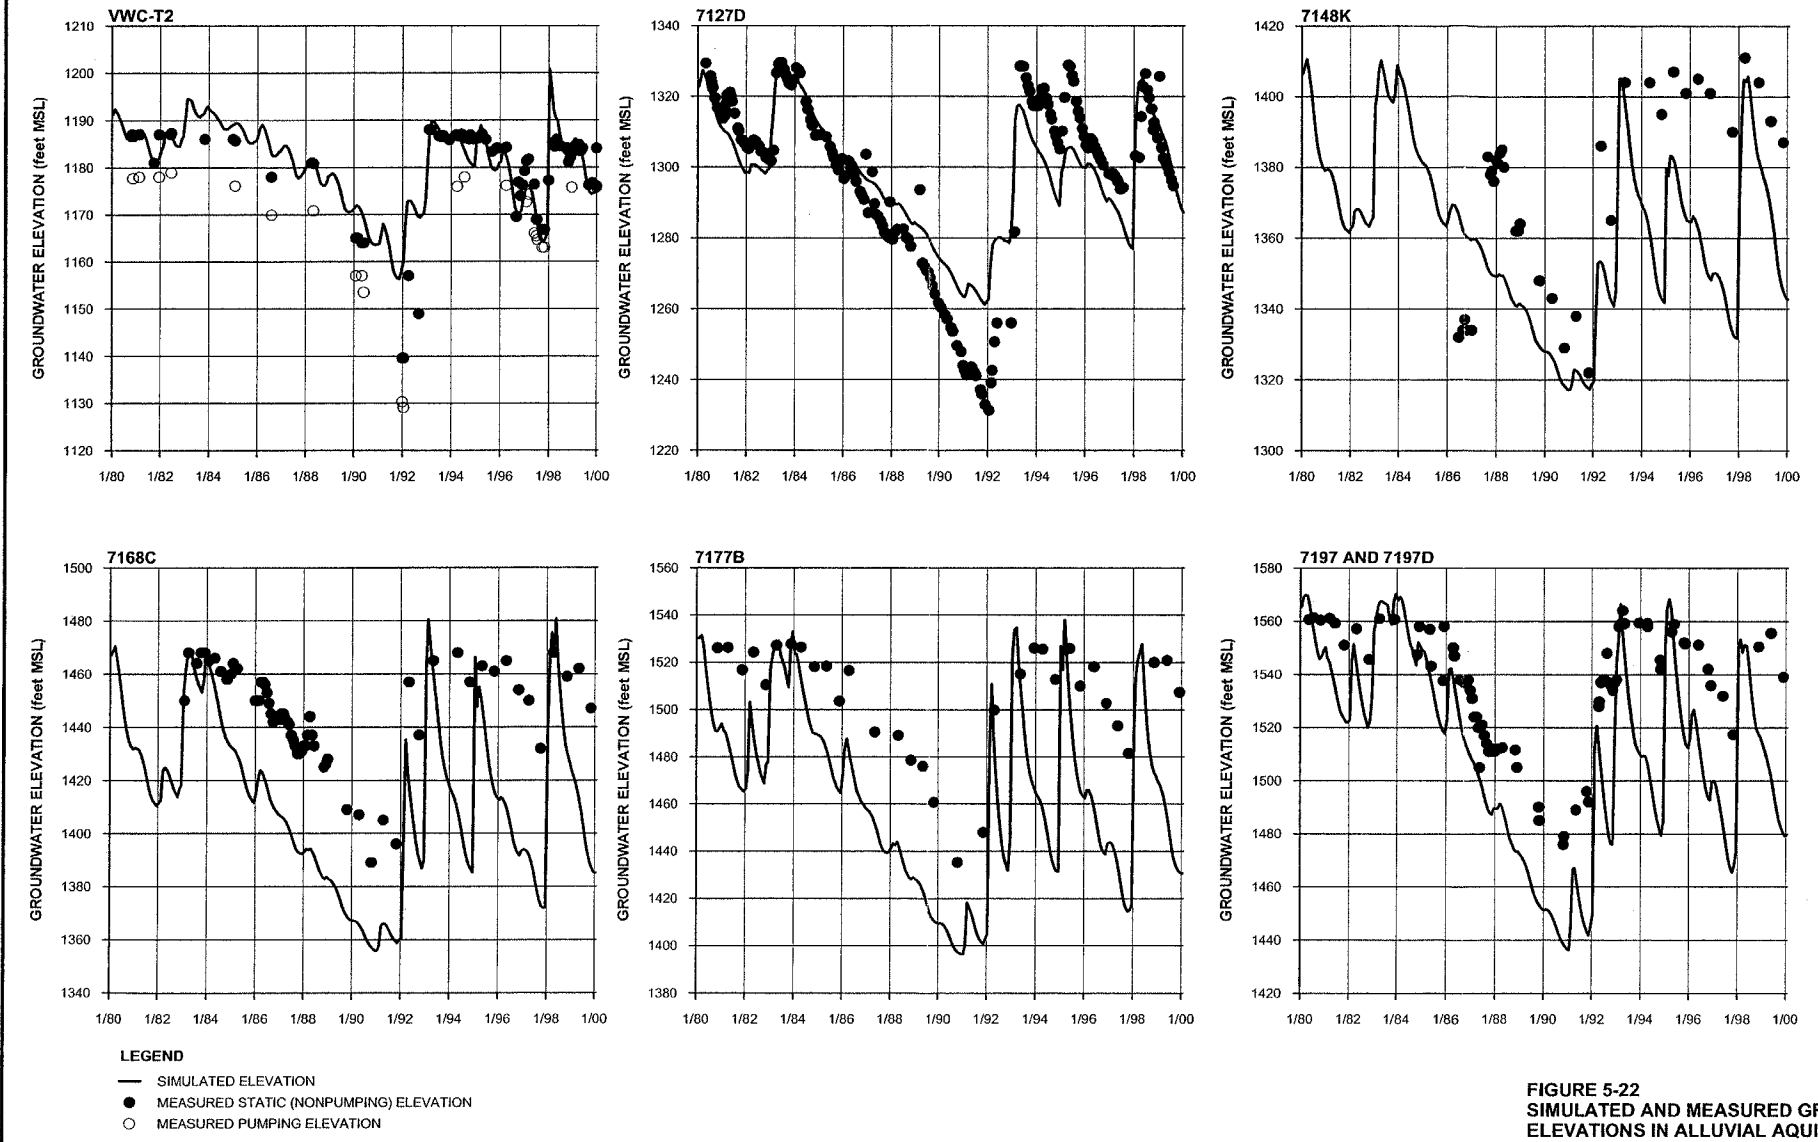 VWC-T2
GROUNDWATER ELEVATION (feet MSL)
1210
1200
1190
1180
1170
1160
1150
1140
1130
1120
1/80 1/82 1/84 1/86 1/88 1/90 1/92 1/94 1/96 1/98 1/00
7127D
GROUNDWATER ELEVATION (feet MSL)
1340
1320
1300
1280
1260
1240
1220
1/80 1/82 1/84 1/86 1/88 1/90 1/92 1/94 1/96 1/98 1/00
7148K
GROUNDWATER ELEVATION (feet MSL)
1420
1400
1380
1360
1340
1320
1300
1/80 1/82 1/84 1/86 1/88 1/90 1/92 1/94 1/96 1/98 1/00
7168C
GROUNDWATER ELEVATION (feet MSL)
1500
1480
1460
1440
1420
1400
1380
1360
1340
1/80 1/82 1/84 1/86 1/88 1/90 1/92 1/94 1/96 1/98 1/00
7177B
GROUNDWATER ELEVATION (feet MSL)
1560
1540
1520
1500
1480
1460
1440
1420
1400
1380
1/80 1/82 1/84 1/86 1/88 1/90 1/92 1/94 1/96 1/98 1/00
7197 AND 7197D
GROUNDWATER ELEVATION (feet MSL)
1580
1560
1540
1520
1500
1480
1460
1440
1420
1/80 1/82 1/84 1/86 1/88 1/90 1/92 1/94 1/96 1/98 1/00
LEGEND
SIMULATED ELEVATION
MEASURED STATIC (NONPUMPING) ELEVATION
MEASURED PUMPING ELEVATION
FIGURE 5-22
SIMULATED AND MEASURED
ELEVATIONS IN ALLUVIAL